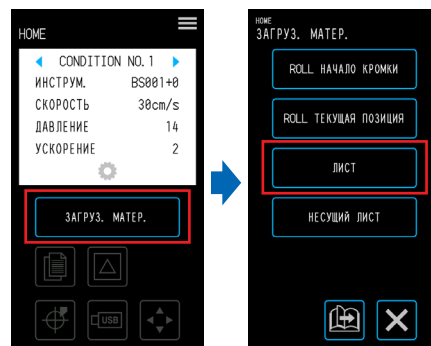 HOME
CONDITION NO.1
ИНСТРУМ. BS001+0
СКОРОСТЬ 30cm/s
ДАВЛЕНИЕ 14
УСКОРЕНИЕ 2
ЗАГРУЗ. МАТЕР.
USB
HOME
ЗАГРУЗ. МАТЕР.
ROLL НАЧАЛО КРОМКИ
ROLL ТЕКУЩАЯ ПОЗИЦИЯ
ЛИСТ
НЕСУЩИЙ ЛИСТ